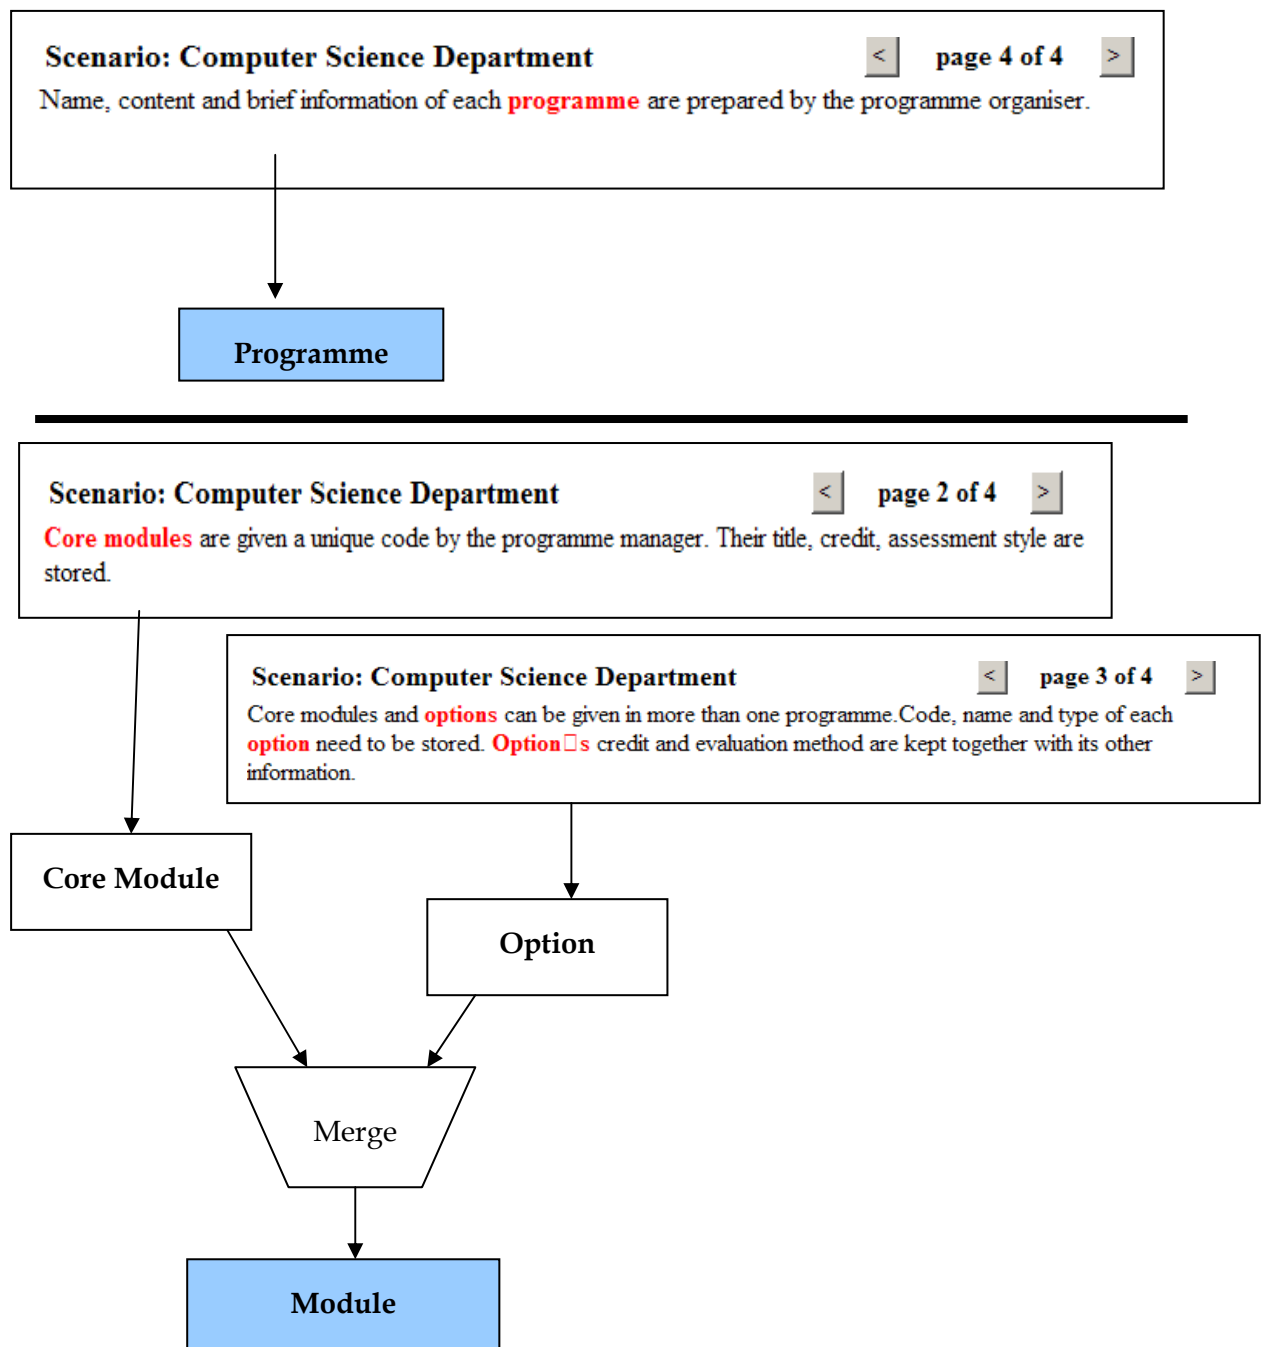 Scenario: Computer Science Department < page 4 of 4 >
Name, content and brief information of each programme are prepared by the programme organiser.
Programme
Scenario: Computer Science Department < page 2 of 4 >
Core modules are given a unique code by the programme manager. Their title, credit, assessment style are
stored.
Scenario: Computer Science Department < page 3 of 4 >
Core modules and options can be given in more than one programme.Code, name and type of each
option need to be stored. Option□s credit and evaluation method are kept together with its other
information.
Core Module
Option
Merge
Module